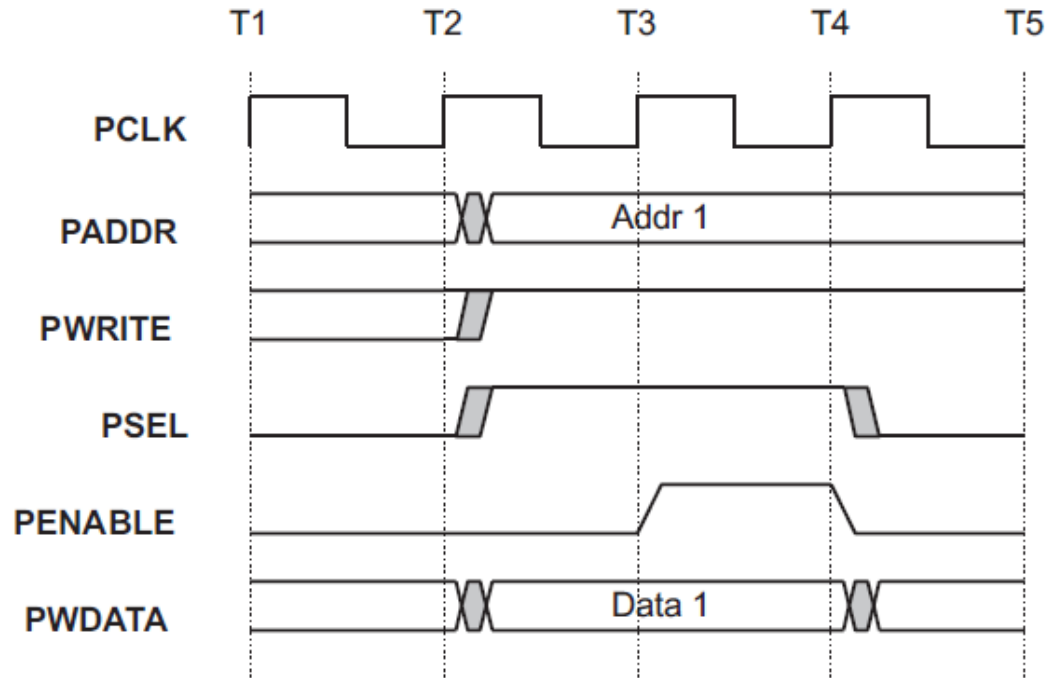 T1 T2 T3 T4 T5
PCLK
PADDR Addr 1
PWRITE
PSEL
PENABLE
PWDATA Data 1